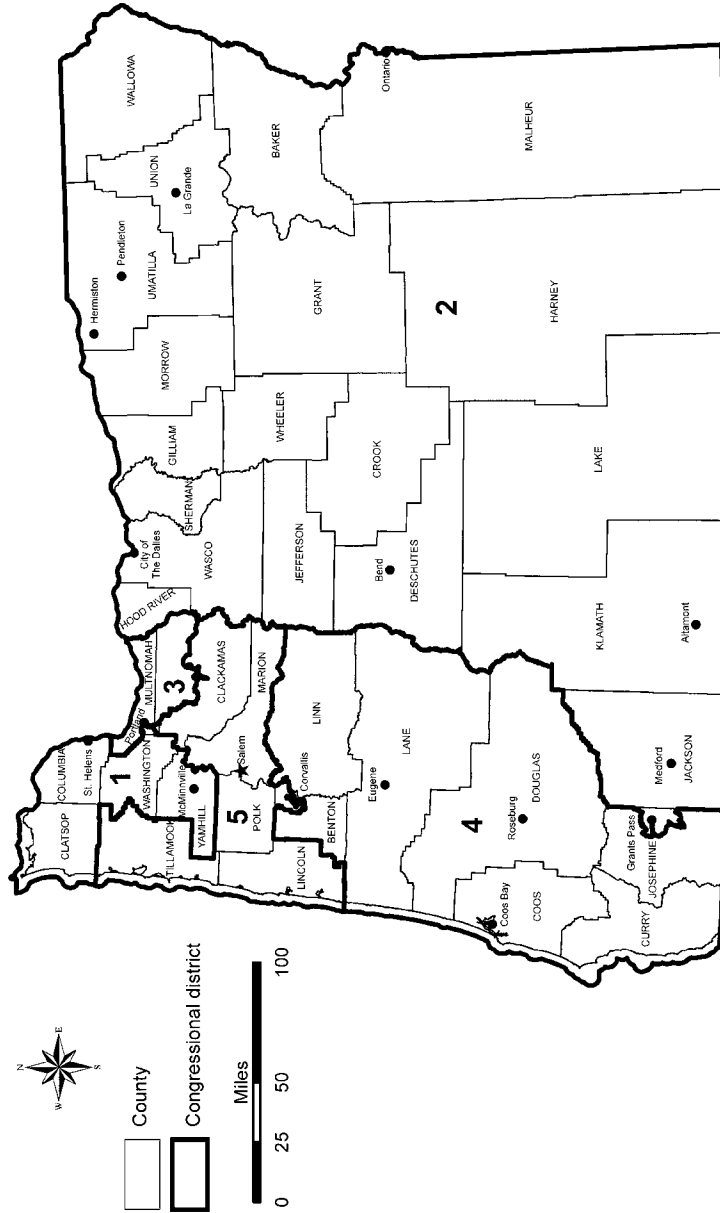 N
W
E
S
County
Congressional district
Miles
0
25
50
100
CLATSOP
COLUMBIA
St. Helens
1
WASHINGTON
Portland
MULTNOMAH
3
HOOD RIVER
City of
The Dalles
SHERMAN
GILLIAM
MORROW
Hermiston
Pendleton
UMATILLA
UNION
La Grande
WALLOWA
TILLAMOOK
McMinnville
YAMHILL
CLACKAMAS
WASCO
5
POLK
Salem
MARION
LINCOLN
BENTON
Corvallis
LINN
JEFFERSON
WHEELER
GRANT
BAKER
Ontario
LANE
Eugene
Bend
DESCHUTES
CROOK
2
HARNEY
MALHEUR
4
Roseburg
DOUGLAS
Coos Bay
COOS
CURRY
Grants Pass
JOSEPHINE
Medford
JACKSON
KLAMATH
Altamont
LAKE